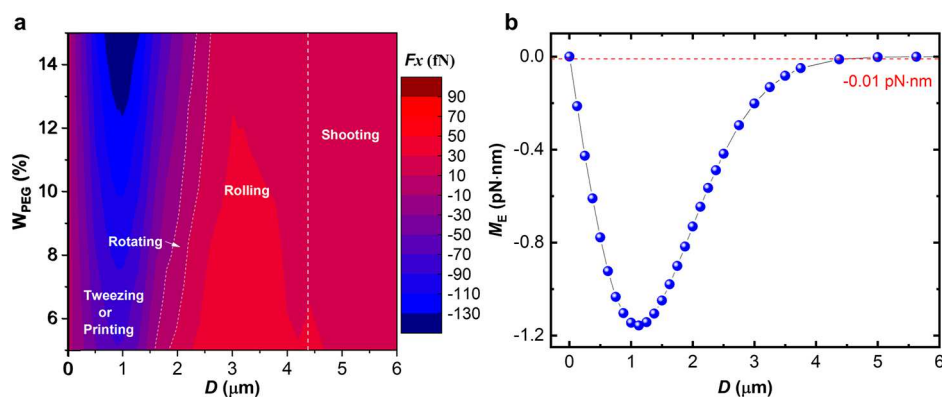 a
b
Fx (fN)
14
12
10
8
6
W_PEG (%)
Tweezing
or
Printing
Rotating
Rolling
Shooting
90
70
50
30
10
-10
-30
-50
-70
-90
-110
-130
0
1
2
3
4
5
6
D (μm)
0.0
-0.4
-0.8
-1.2
M_E (pN·nm)
-0.01 pN·nm
0
1
2
3
4
5
6
D (μm)